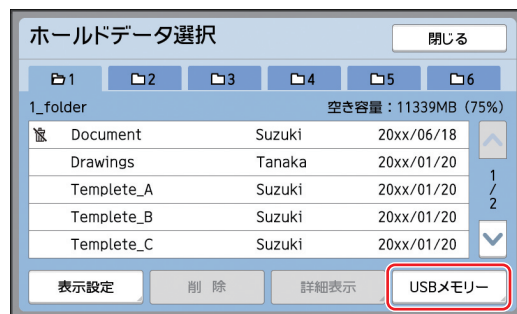 ホールドデータ選択 閉じる
1 2 3 4 5 6
1_folder 空き容量：11339MB (75%)
Document Suzuki 20xx/06/18
Drawings Tanaka 20xx/01/20
Templete_A Suzuki 20xx/01/20
Templete_B Suzuki 20xx/01/20
Templete_C Suzuki 20xx/01/20
1/2
表示設定 削 除 詳細表示 USBメモリー